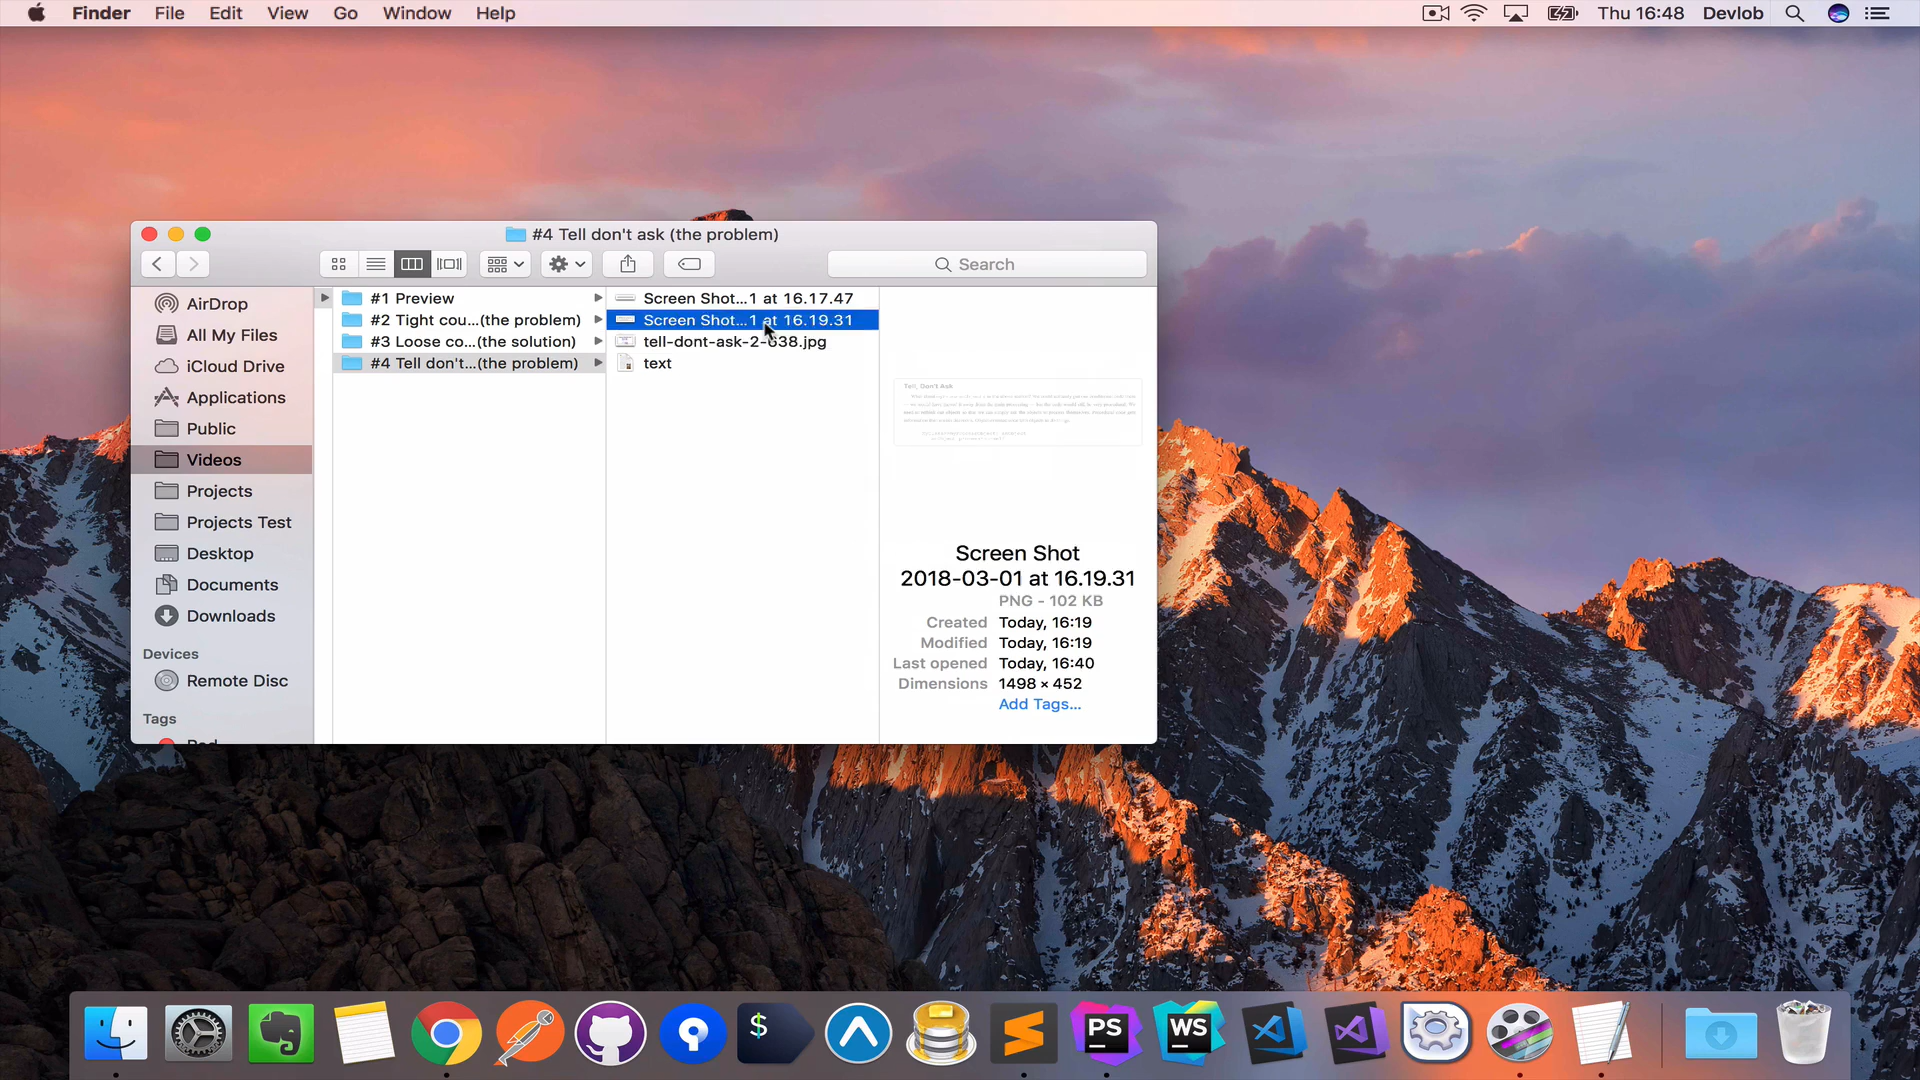 Finder File Edit View Go Window Help
Thu 16:48 Devlob
#4 Tell don't ask (the problem)
Search
AirDrop
All My Files
iCloud Drive
Applications
Public
Videos
Projects
Projects Test
Desktop
Documents
Downloads
Devices
Remote Disc
Tags
#1 Preview
#2 Tight cou...(the problem)
#3 Loose co...(the solution)
#4 Tell don't...(the problem)
Screen Shot...1 at 16.17.47
Screen Shot...1 at 16.19.31
tell-dont-ask-2-638.jpg
text
Tell, Don't Ask
Screen Shot
2018-03-01 at 16.19.31
PNG - 102 KB
Created Today, 16:19
Modified Today, 16:19
Last opened Today, 16:40
Dimensions 1498 × 452
Add Tags...
$
PS
WS